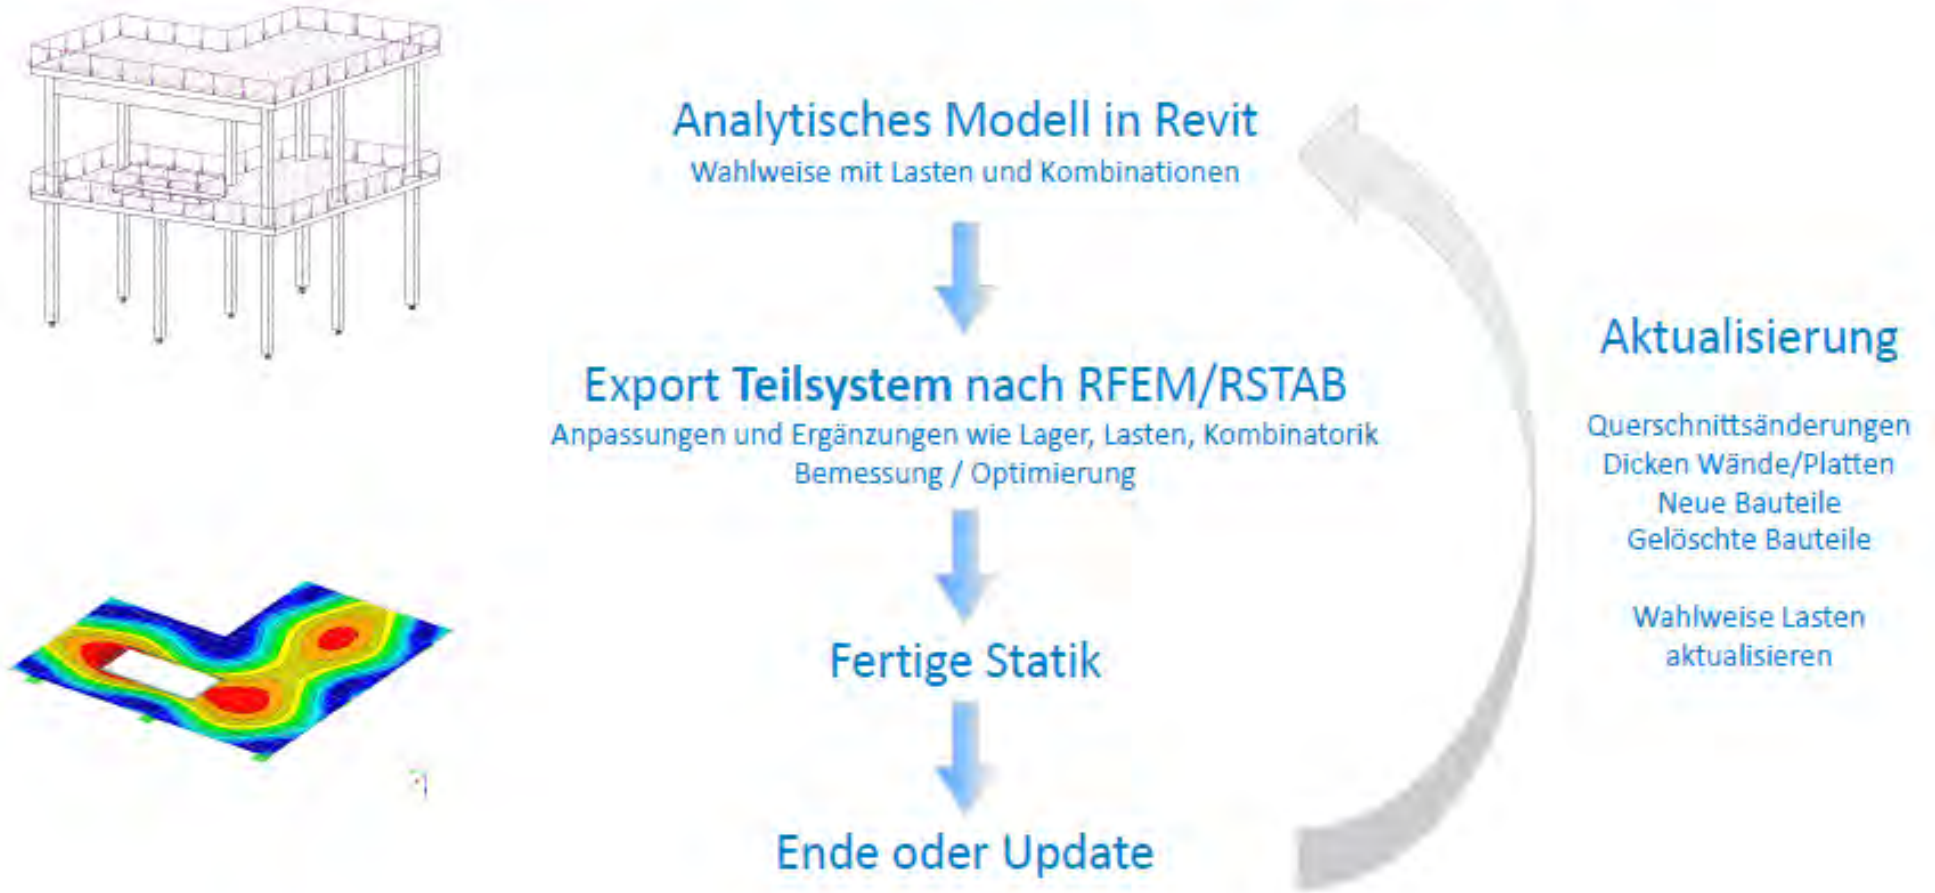 Analytisches Modell in Revit
Wahlweise mit Lasten und Kombinationen
Export Teilsystem nach RFEM/RSTAB
Anpassungen und Ergänzungen wie Lager, Lasten, Kombinatorik
Bemessung / Optimierung
Fertige Statik
Ende oder Update
Aktualisierung
Querschnittsänderungen
Dicken Wände/Platten
Neue Bauteile
Gelöschte Bauteile
Wahlweise Lasten
aktualisieren